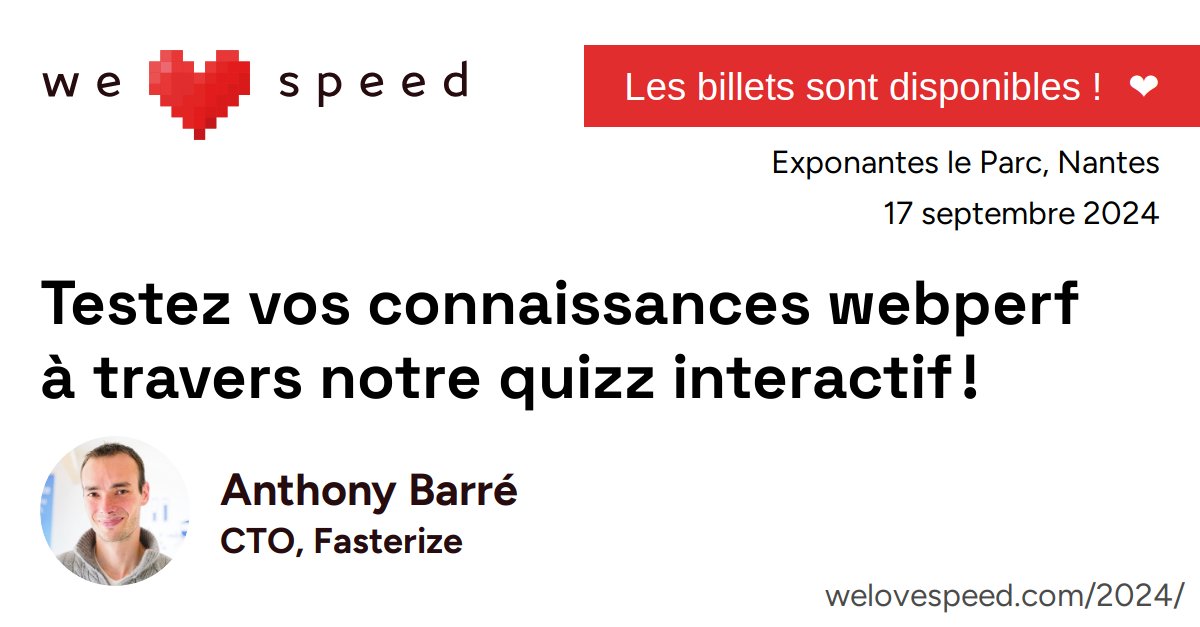 we speed
Les billets sont disponibles ! ❤
Exponantes le Parc, Nantes
17 septembre 2024
Testez vos connaissances webperf
à travers notre quizz interactif !
Anthony Barré
CTO, Fasterize
welovespeed.com/2024/